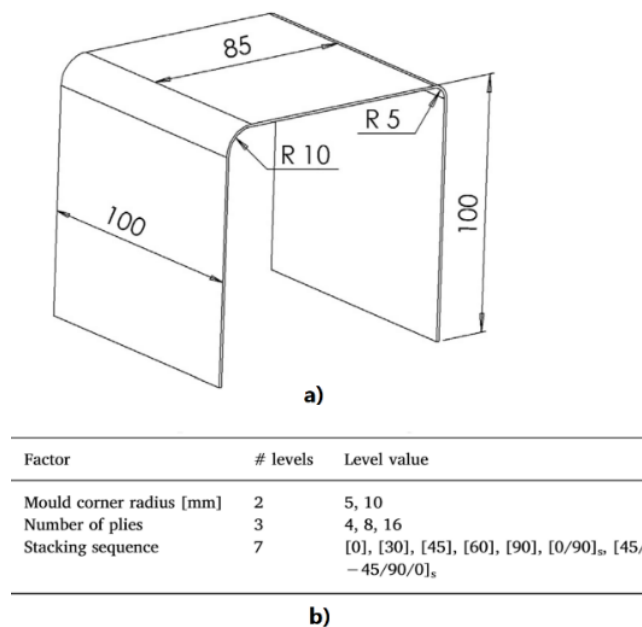 85
R 5
R 10
100
100
a)
Factor # levels Level value
Mould corner radius [mm] 2 5, 10
Number of plies 3 4, 8, 16
Stacking sequence 7 [0], [30], [45], [60], [90], [0/90]s, [45/
−45/90/0]s
b)